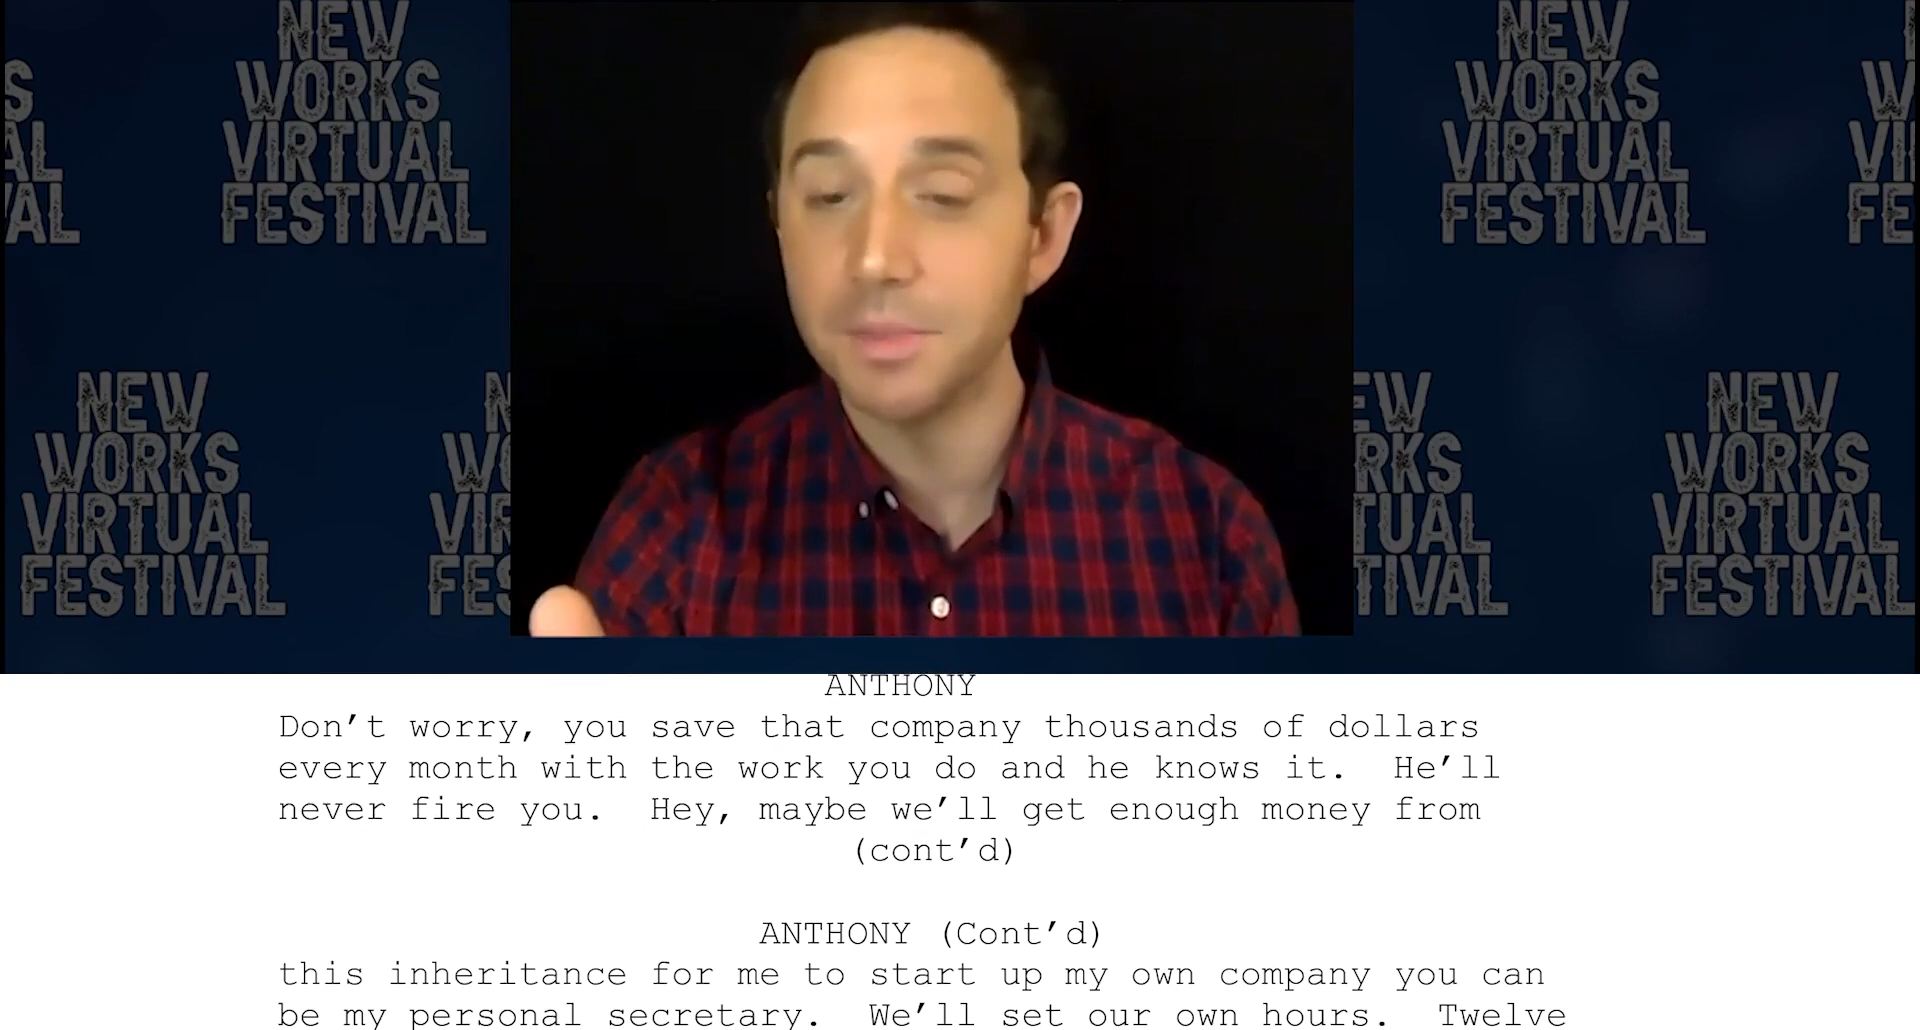 NEW
WORKS
VIRTUAL
FESTIVAL
NEW
WORKS
VIRTUAL
FESTIVAL
NEW
WORKS
VIRTUAL
FESTIVAL
NEW
WORKS
VIRTUAL
FESTIVAL
ANTHONY
Don’t worry, you save that company thousands of dollars
every month with the work you do and he knows it. He’ll
never fire you. Hey, maybe we’ll get enough money from
(cont’d)
ANTHONY (Cont’d)
this inheritance for me to start up my own company you can
be my personal secretary. We’ll set our own hours. Twelve